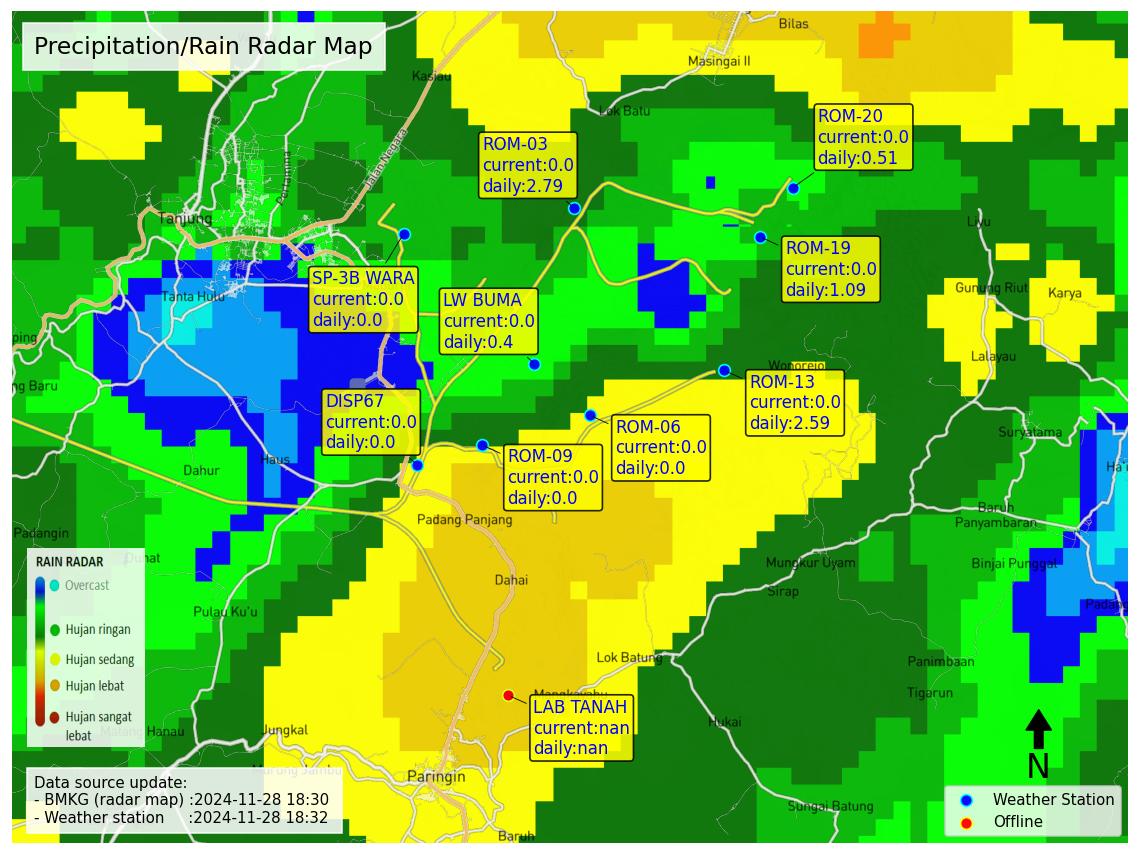 Precipitation/Rain Radar Map
Bilas
Masingai II
Kasiau
Lok Batu
Jalan Negara
Pertamina
Tanjung
Tanta Hulu
ping
ng Baru
ROM-03
current:0.0
daily:2.79
ROM-20
current:0.0
daily:0.51
ROM-19
current:0.0
daily:1.09
SP-3B WARA
current:0.0
daily:0.0
LW BUMA
current:0.0
daily:0.4
Liyu
Gunung Riut
Karya
Lalayau
Wonorejo
ROM-13
current:0.0
daily:2.59
DISP67
current:0.0
daily:0.0
ROM-06
current:0.0
daily:0.0
ROM-09
current:0.0
daily:0.0
Suryatama
Haus
Dahur
Padangin
Padang Panjang
Baruh
Panyambaran
Mungkur Uyam
Binjai Punggal
Dahai
Sirap
Padang
Pulau Ku'u
Lok Batung
Panimbaan
Tigarun
Mangkayahu
LAB TANAH
current:nan
daily:nan
Hukai
Jungkal
Murung Jambu
Paringin
Sungai Batung
Baruh
RAIN RADAR
Overcast
Hujan ringan
Hujan sedang
Hujan lebat
Hujan sangat
lebat
Data source update:
- BMKG (radar map) :2024-11-28 18:30
- Weather station :2024-11-28 18:32
N
Weather Station
Offline